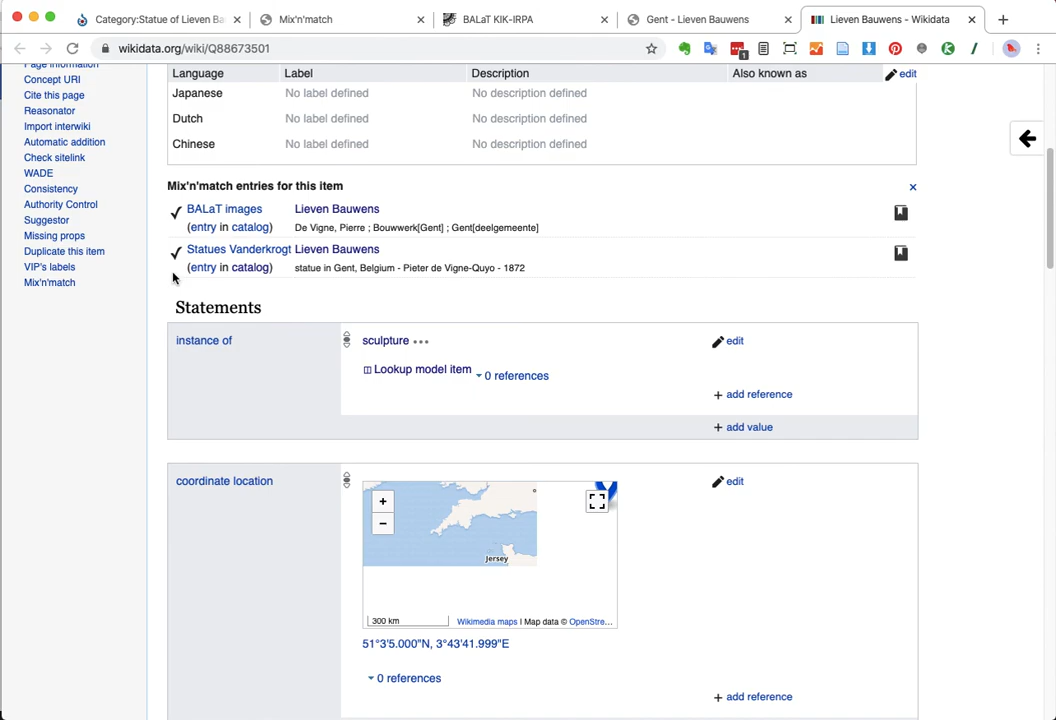 Category:Statue of Lieven Ba
Mix'n'match
BALaT KIK-IRPA
Gent - Lieven Bauwens
Lieven Bauwens - Wikidata
wikidata.org/wiki/Q88673501
1
Page information
Concept URI
Cite this page
Reasonator
Import interwiki
Automatic addition
Check sitelink
WADE
Consistency
Authority Control
Suggestor
Missing props
Duplicate this item
VIP's labels
Mix'n'match
Language Label Description Also known as edit
Japanese No label defined No description defined
Dutch No label defined No description defined
Chinese No label defined No description defined
Mix'n'match entries for this item
BALaT images Lieven Bauwens
(entry in catalog) De Vigne, Pierre ; Bouwwerk[Gent] ; Gent[deelgemeente]
Statues Vanderkrogt Lieven Bauwens
(entry in catalog) statue in Gent, Belgium - Pieter de Vigne-Quyo - 1872
Statements
instance of sculpture edit
Lookup model item 0 references
+ add reference
+ add value
coordinate location edit
+
−
Jersey
300 km Wikimedia maps | Map data © OpenStre...
51°3'5.000"N, 3°43'41.999"E
0 references
+ add reference